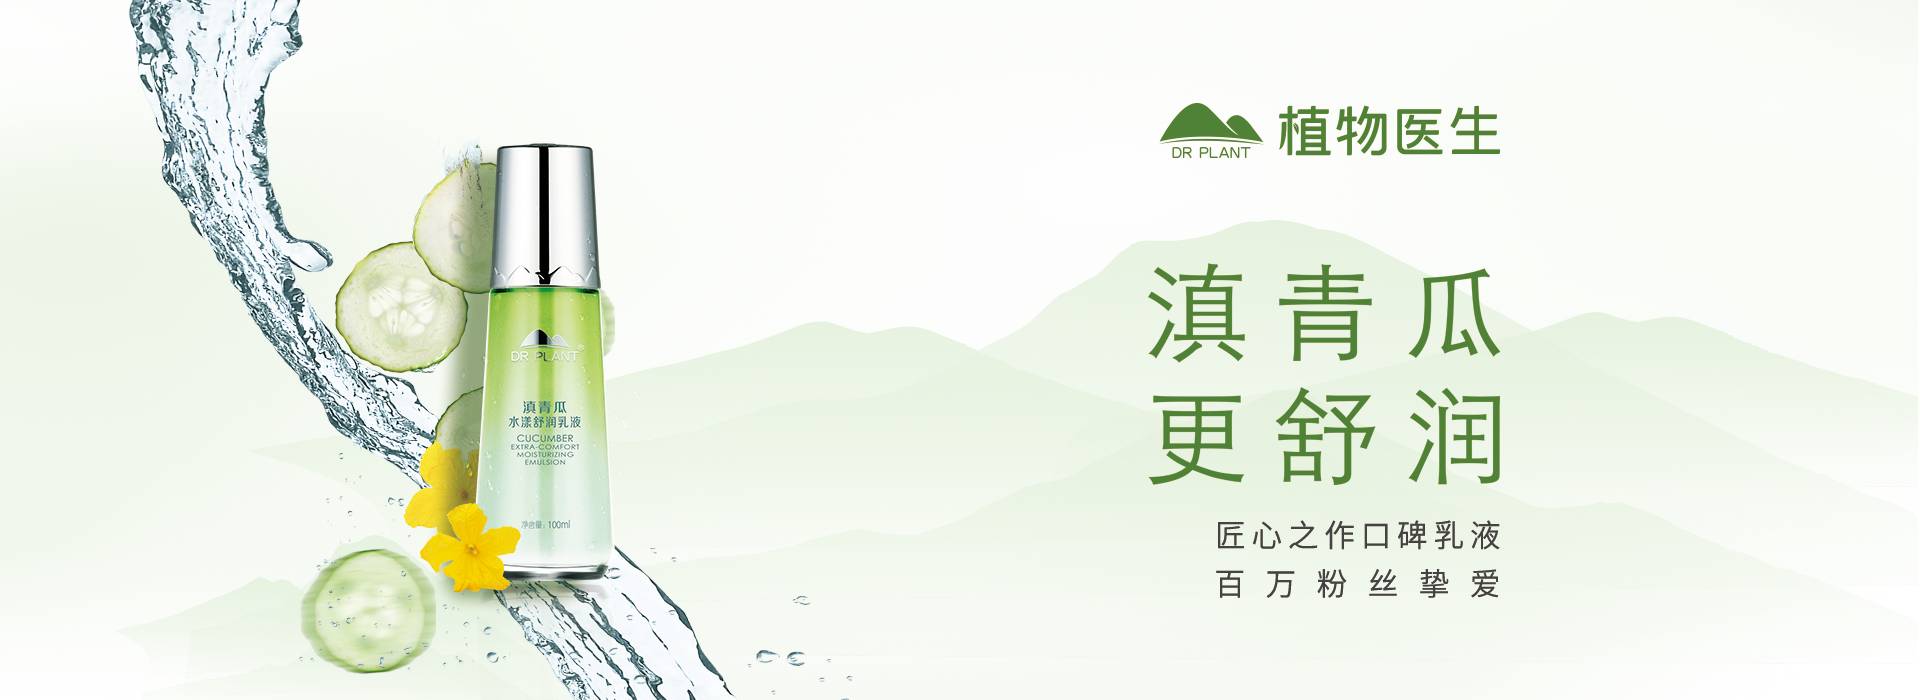 DR PLANT
植物医生
滇青瓜
更舒润
匠心之作口碑乳液
百万粉丝挚爱
DR PLANT®
滇青瓜
水漾舒润乳液
CUCUMBER
EXTRA-COMFORT
MOISTURIZING
EMULSION
净含量：100ml